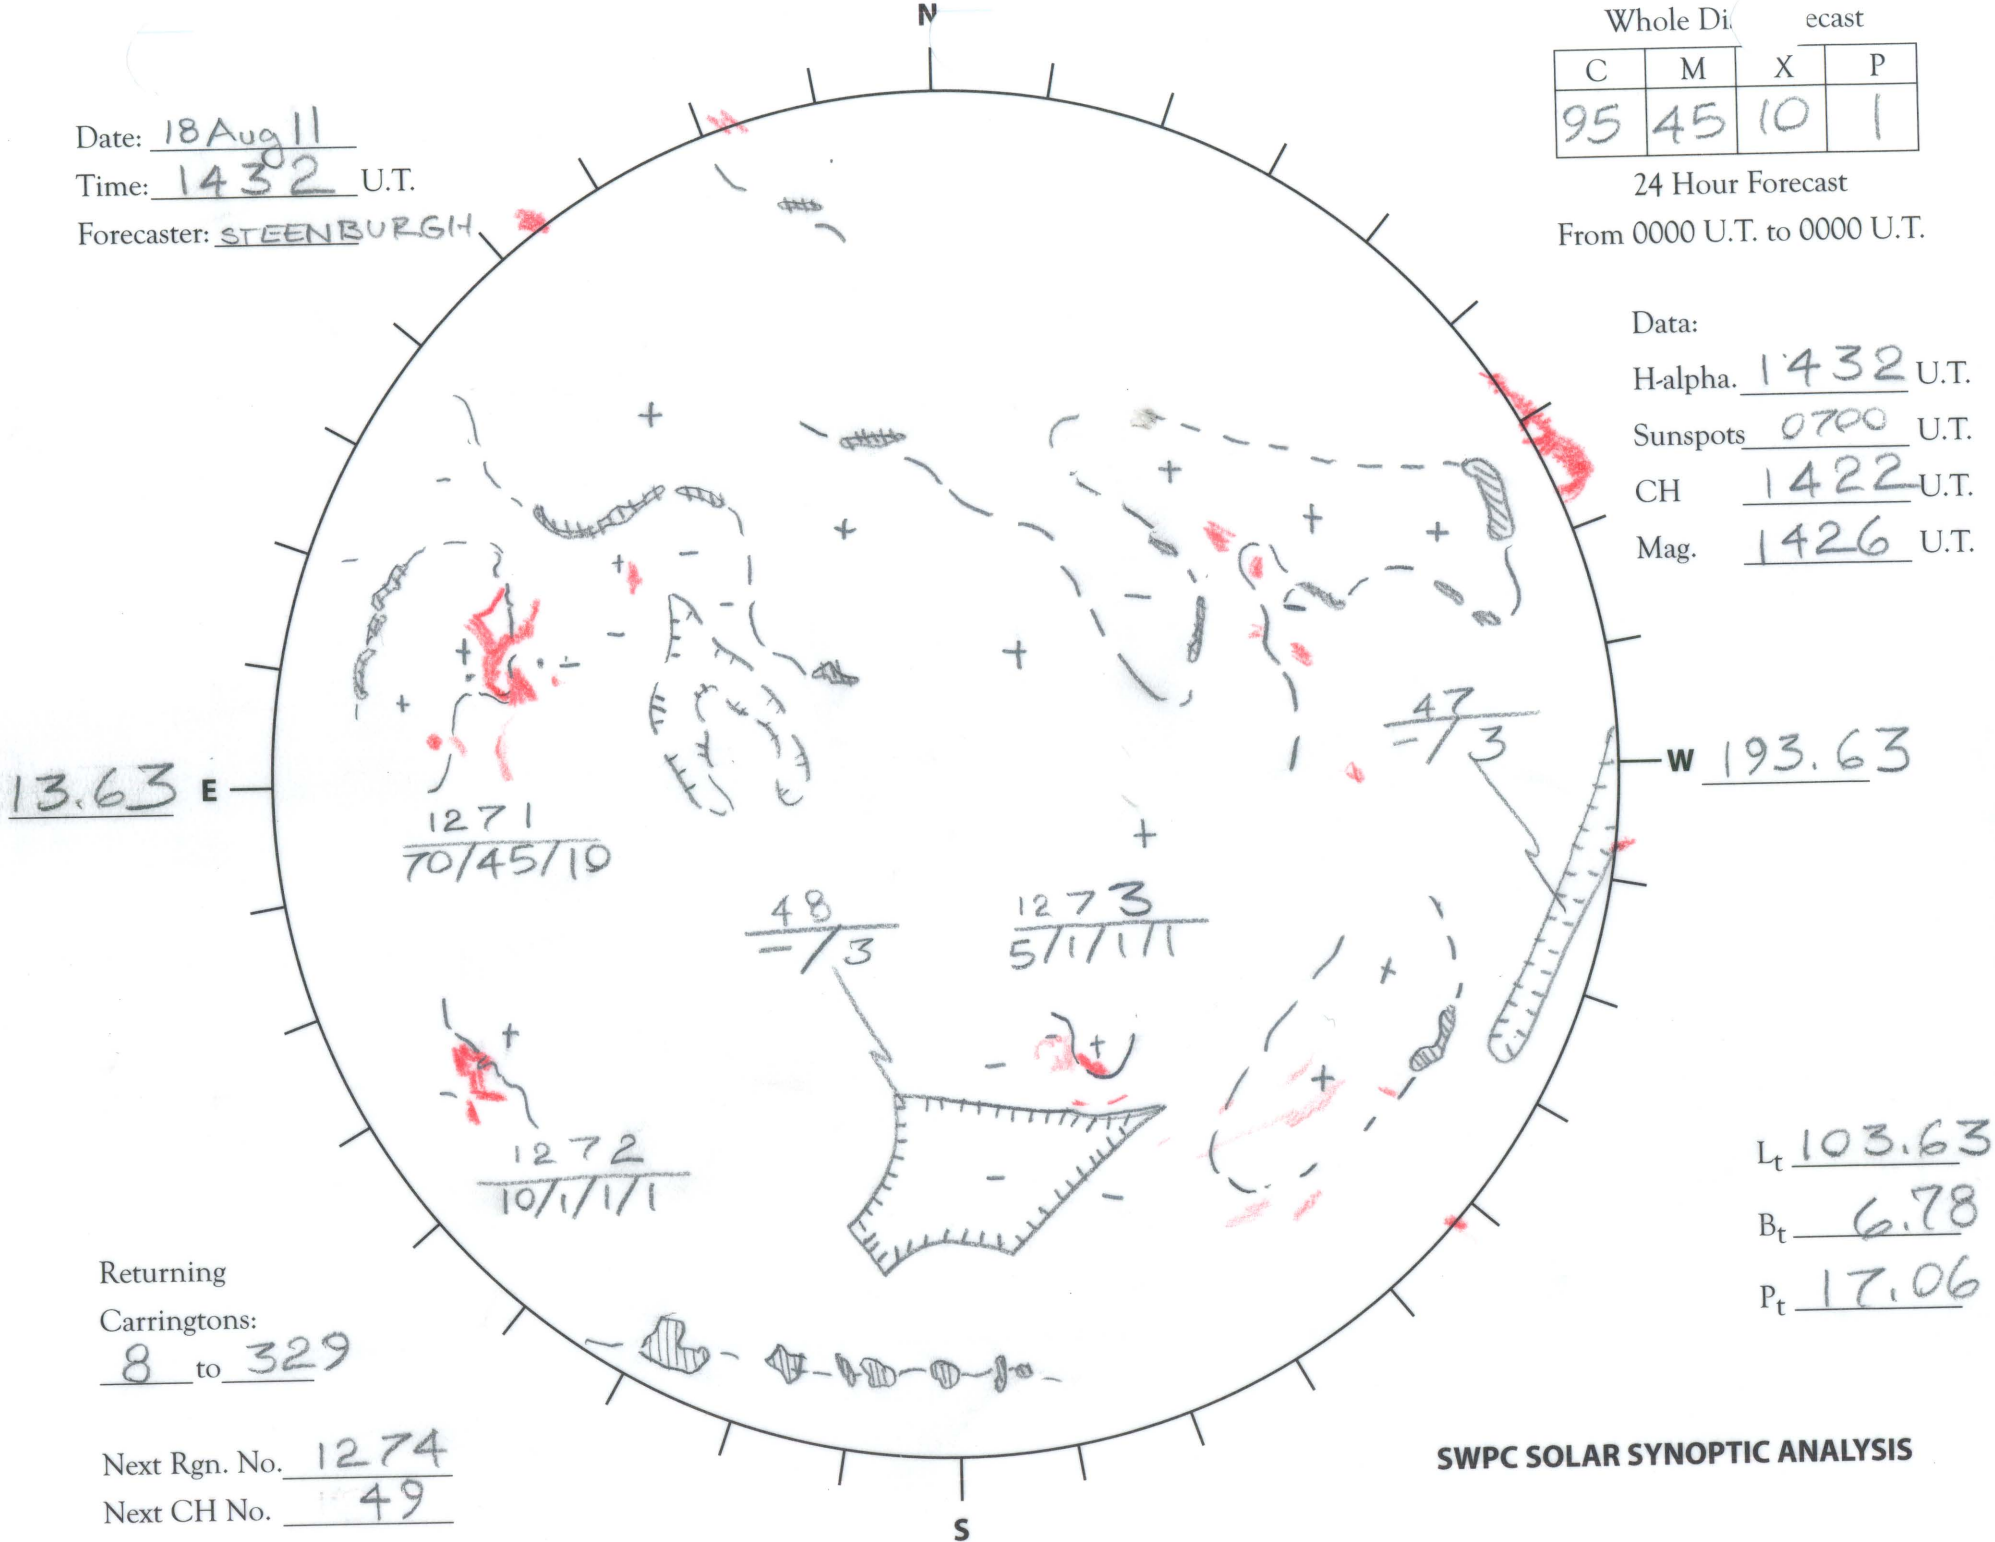 N
Whole Di ecast
C M X P
95 45 10 1
24 Hour Forecast
From 0000 U.T. to 0000 U.T.
Date: 18 Aug 11
Time: 1432 U.T.
Forecaster: STEENBURGH
Data:
H-alpha. 1432 U.T.
Sunspots 0700 U.T.
CH 1422 U.T.
Mag. 1426 U.T.
47
-/3
13.63 E
W 193.63
1271
70/45/10
48
-/3
1273
5/1/1/1
1272
10/1/1/1
Lt 103.63
Bt 6.78
Pt 17.06
Returning
Carringtons:
8 to 329
Next Rgn. No. 1274
Next CH No. 49
SWPC SOLAR SYNOPTIC ANALYSIS
S